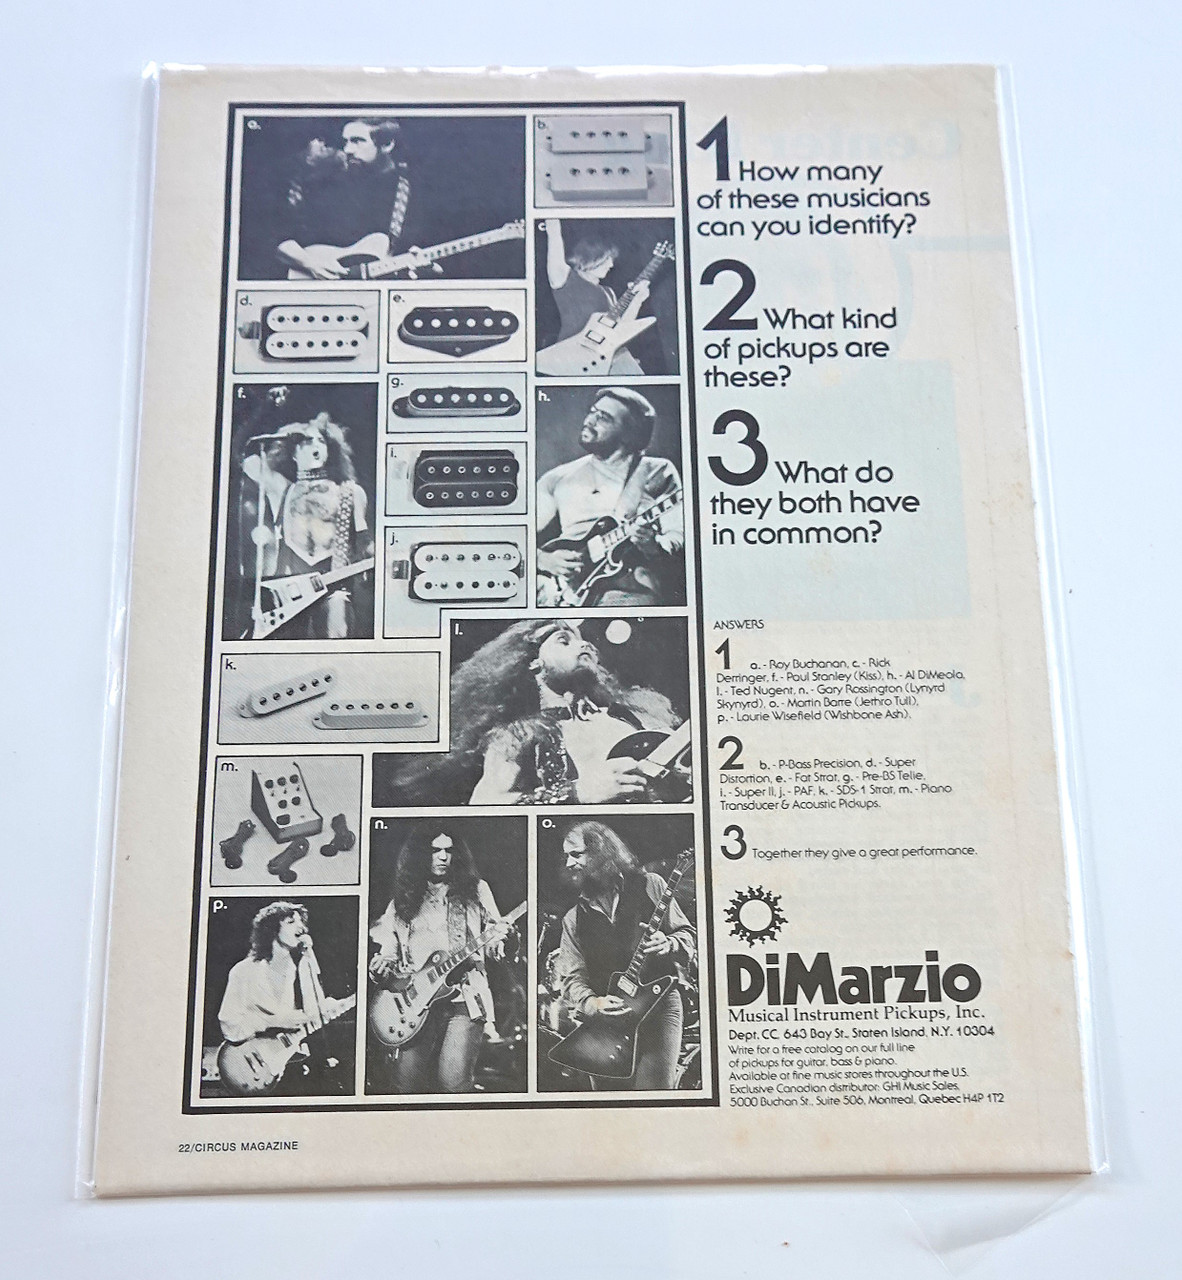 a.
b.
c.
d.
e.
f.
g.
h.
i.
j.
k.
l.
m.
n.
o.
p.
1 How many
of these musicians
can you identify?
2 What kind
of pickups are
these?
3 What do
they both have
in common?
ANSWERS
1 a. - Roy Buchanan, c. - Rick
Derringer, f. - Paul Stanley (Kiss), h. - Al DiMeola,
l. - Ted Nugent, n. - Gary Rossington (Lynyrd
Skynyrd), o. - Martin Barre (Jethro Tull),
p. - Laurie Wisefield (Wishbone Ash).
2 b. - P-Bass Precision, d. - Super
Distortion, e. - Fat Strat, g. - Pre-BS Telie,
i. - Super II, j. - PAF, k. - SDS-1 Strat, m. - Piano
Transducer & Acoustic Pickups.
3 Together they give a great performance.
DiMarzio
Musical Instrument Pickups, Inc.
Dept. CC 643 Bay St., Staten Island, N.Y. 10304
Write for a free catalog on our full line
of pickups for guitar, bass & piano.
Available at fine music stores throughout the U.S.
Exclusive Canadian distributor: GHI Music Sales,
5000 Buchan St., Suite 506, Montreal, Quebec H4P 1T2
22/CIRCUS MAGAZINE